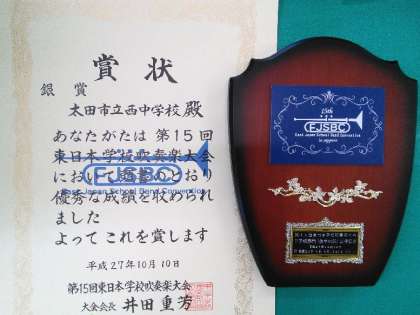 賞状
銀賞
太田市立西中学校 殿
あなたがたは 第15回
東日本学校吹奏楽大会
において頭書のとおり
優秀な成績を収められ
ました
よって これを賞します
平成27年10月10日
第15回東日本学校吹奏楽大会
大会会長 井田重芳
EJSBC
East Japan School Band Convention
15th
EJSBC
East Japan School Band Convention